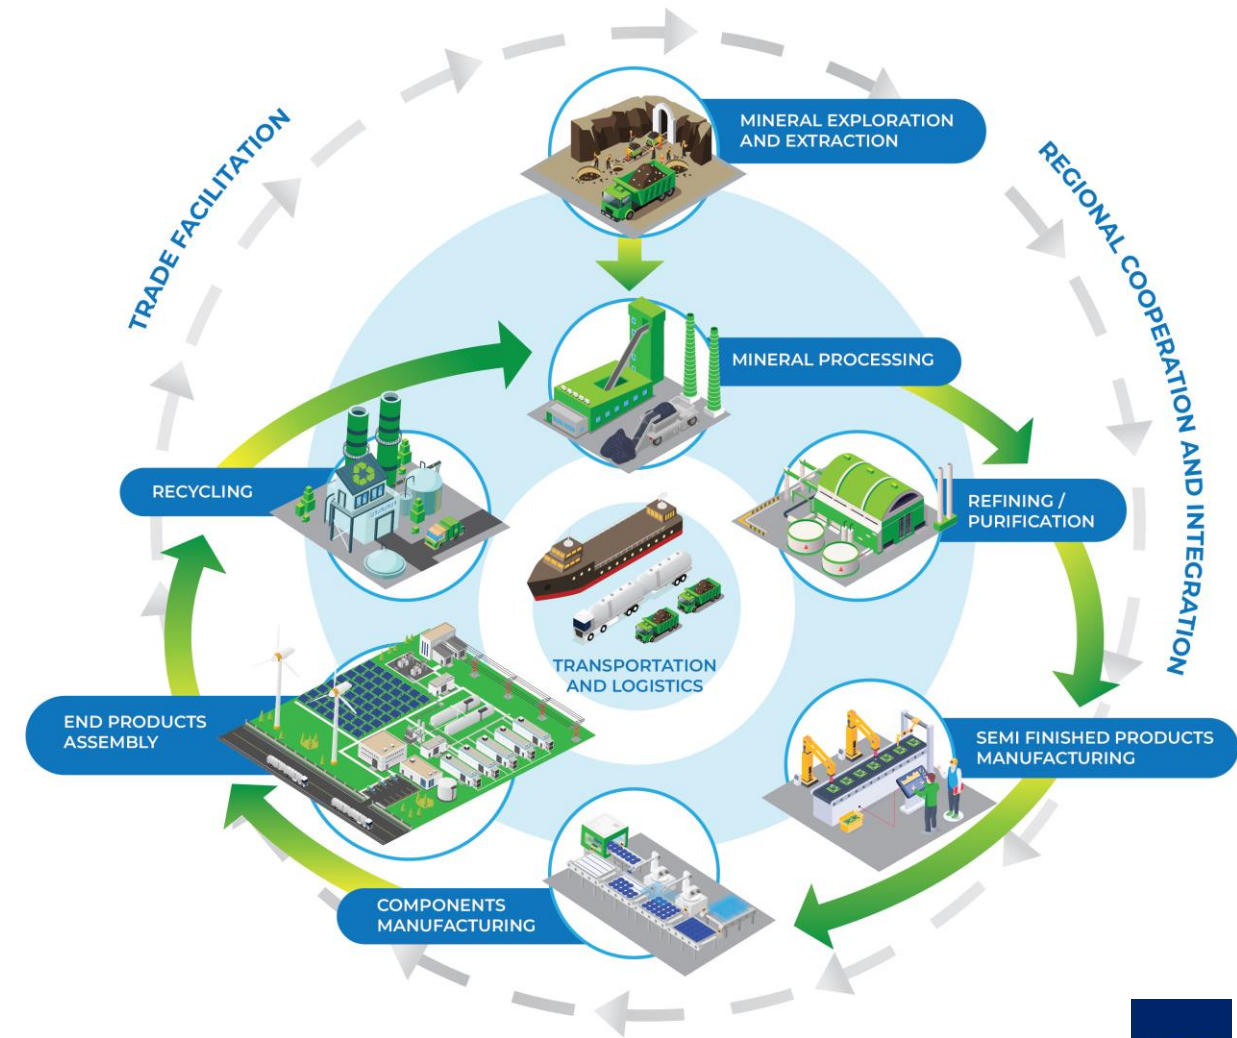 TRADE FACILITATION
REGIONAL COOPERATION AND INTEGRATION
MINERAL EXPLORATION
AND EXTRACTION
MINERAL PROCESSING
RECYCLING
REFINING /
PURIFICATION
TRANSPORTATION
AND LOGISTICS
END PRODUCTS
ASSEMBLY
SEMI FINISHED PRODUCTS
MANUFACTURING
COMPONENTS
MANUFACTURING